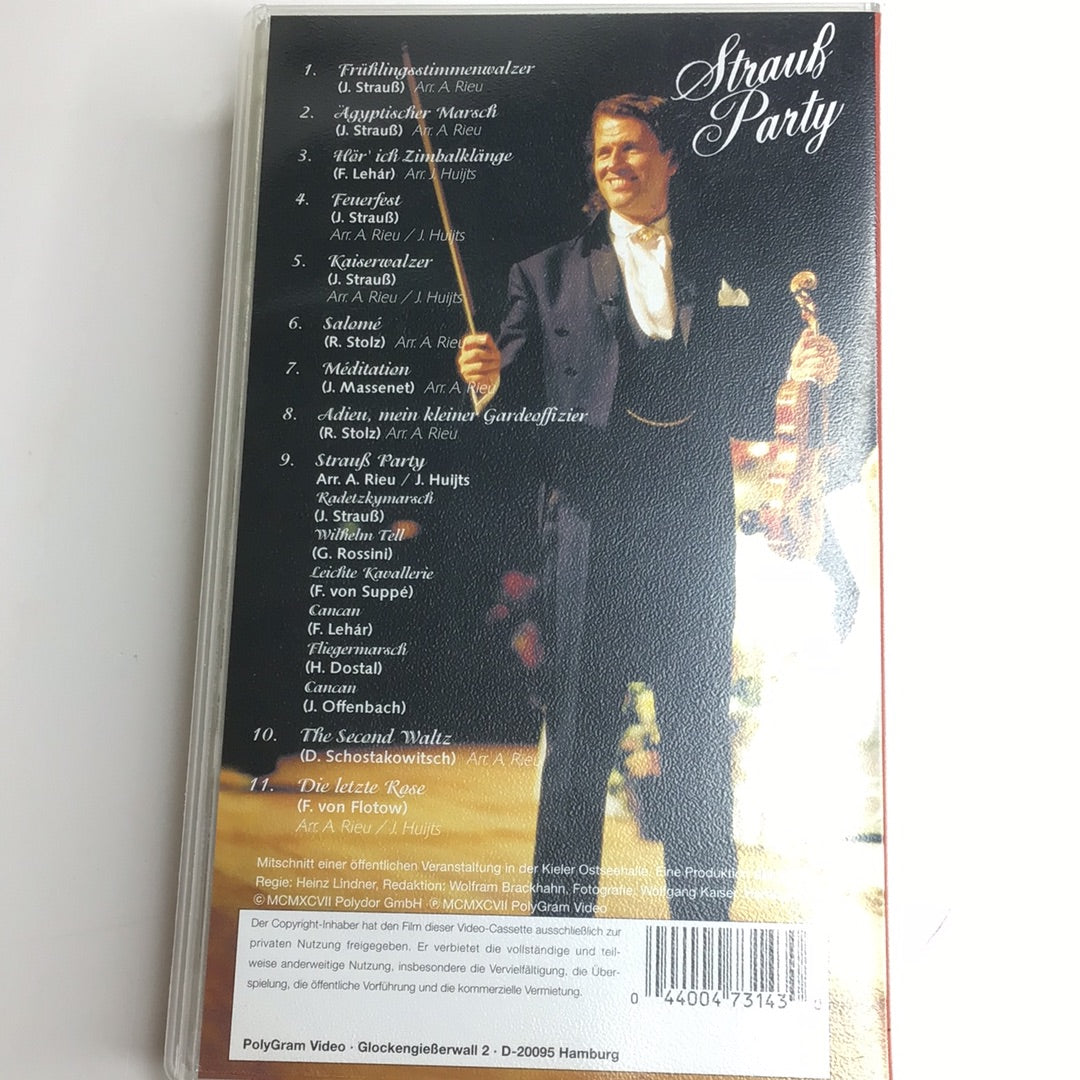 Strauß
Party
1. Frühlingsstimmenwalzer
(J. Strauß) Arr. A. Rieu
2. Ägyptischer Marsch
(J. Strauß) Arr. A. Rieu
3. Hör' ich Zimbalklänge
(F. Lehár) Arr. J. Huijts
4. Feuerfest
(J. Strauß)
Arr. A. Rieu / J. Huijts
5. Kaiserwalzer
(J. Strauß)
Arr. A. Rieu / J. Huijts
6. Salomé
(R. Stolz) Arr. A. Rieu
7. Méditation
(J. Massenet) Arr. A. Rieu
8. Adieu, mein kleiner Gardeoffizier
(R. Stolz) Arr. A. Rieu
9. Strauß Party
Arr. A. Rieu / J. Huijts
Radetzkymarsch
(J. Strauß)
Wilhelm Tell
(G. Rossini)
Leichte Kavallerie
(F. von Suppé)
Cancan
(F. Lehár)
Fliegermarsch
(H. Dostal)
Cancan
(J. Offenbach)
10. The Second Waltz
(D. Schostakowitsch) Arr. A. Rieu
11. Die letzte Rose
(F. von Flotow)
Arr. A. Rieu / J. Huijts
Mitschnitt einer öffentlichen Veranstaltung in der Kieler Ostseehalle. Eine Produktion
Regie: Heinz Lindner, Redaktion: Wolfram Brackhahn, Fotografie: Wolfgang Kaiser
© MCMXCVII Polydor GmbH ℗ MCMXCVII PolyGram Video
Der Copyright-Inhaber hat den Film dieser Video-Cassette ausschließlich zur
privaten Nutzung freigegeben. Er verbietet die vollständige und teil-
weise anderweitige Nutzung, insbesondere die Vervielfältigung, die Über-
spielung, die öffentliche Vorführung und die kommerzielle Vermietung.
0 44004 73143
PolyGram Video · Glockengießerwall 2 · D-20095 Hamburg